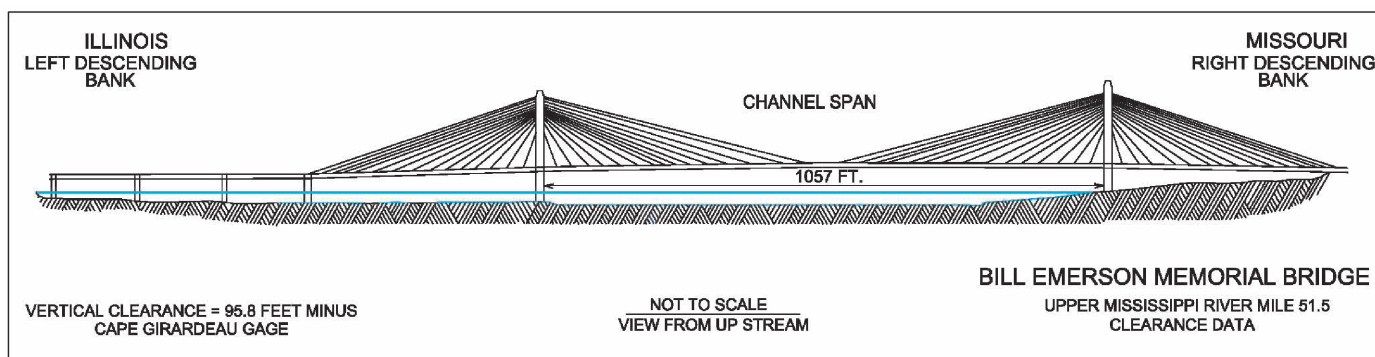 ILLINOIS
LEFT DESCENDING
BANK
MISSOURI
RIGHT DESCENDING
BANK
CHANNEL SPAN
1057 FT.
VERTICAL CLEARANCE = 95.8 FEET MINUS
CAPE GIRARDEAU GAGE
NOT TO SCALE
VIEW FROM UP STREAM
BILL EMERSON MEMORIAL BRIDGE
UPPER MISSISSIPPI RIVER MILE 51.5
CLEARANCE DATA